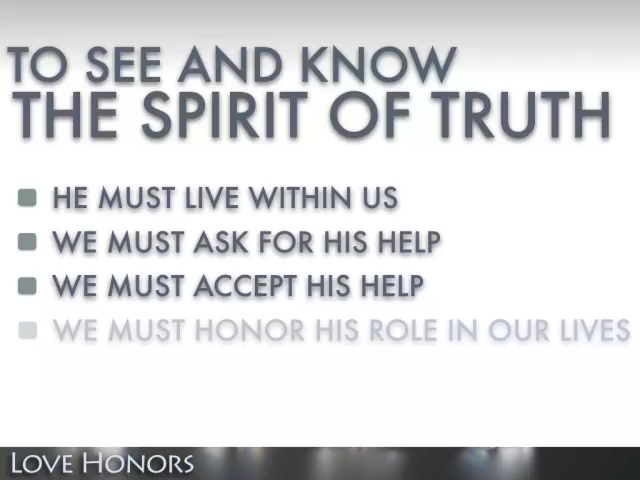 TO SEE AND KNOW
THE SPIRIT OF TRUTH
HE MUST LIVE WITHIN US
WE MUST ASK FOR HIS HELP
WE MUST ACCEPT HIS HELP
WE MUST HONOR HIS ROLE IN OUR LIVES
LOVE HONORS